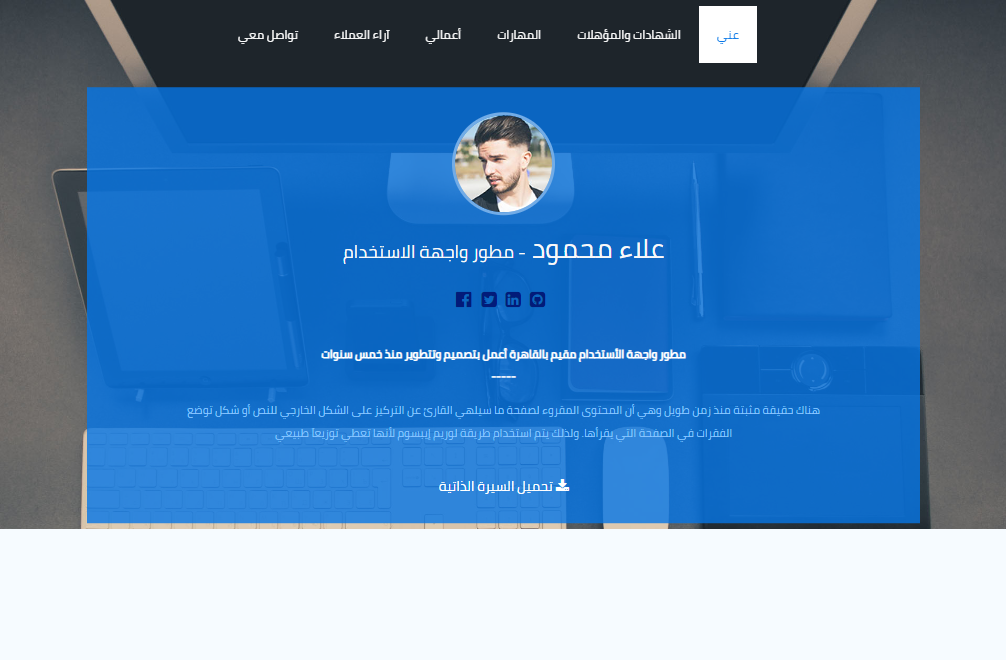 عني الشهادات والمؤهلات المهارات أعمالي آراء العملاء تواصل معي
علاء محمود - مطور واجهة الاستخدام
مطور واجهة الأستخدام مقيم بالقاهرة أعمل بتصميم وتتطوير منذ خمس سنوات
-----
هناك حقيقة مثبتة منذ زمن طويل وهي أن المحتوى المقروء لصفحة ما سيلهي القارئ عن التركيز على الشكل الخارجي للنص أو شكل توضع
الفقرات في الصفحة التي يقرأها. ولذلك يتم استخدام طريقة لوريم إيبسوم لأنها تعطي توزيعاَ طبيعي
تحميل السيرة الذاتية